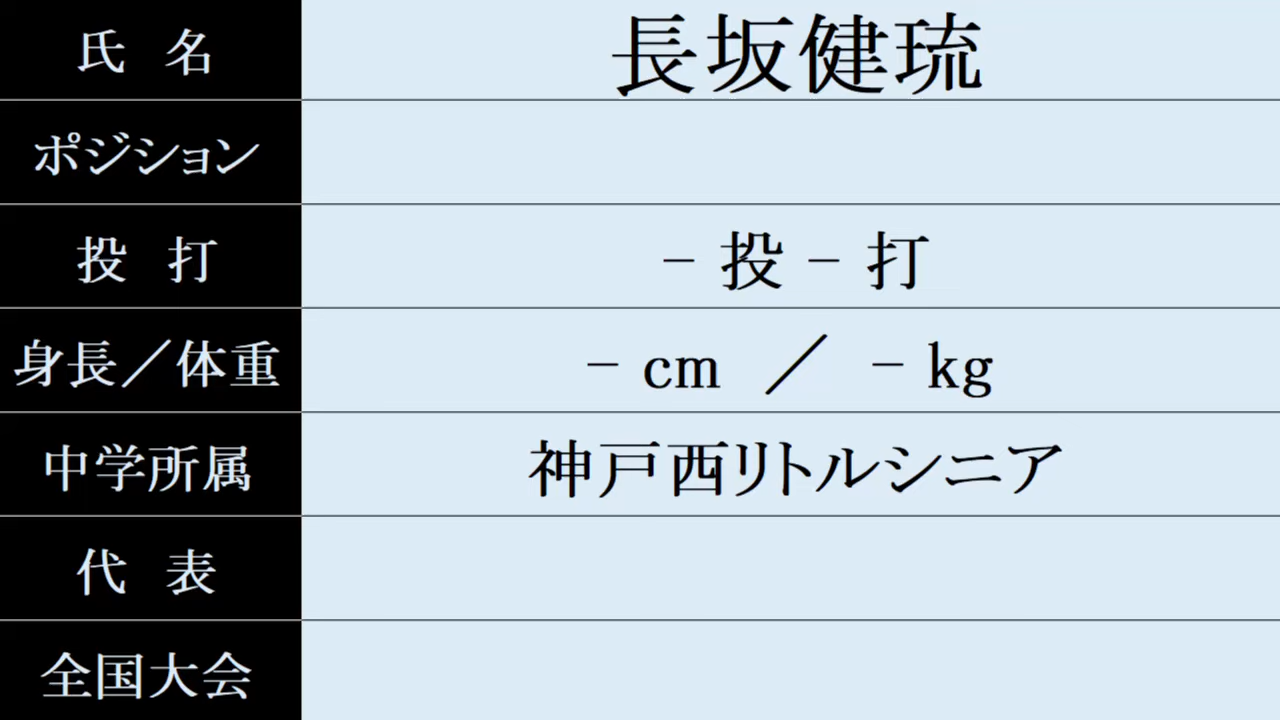 氏 名 長坂健琉
ポジション
投 打 － 投 － 打
身長／体重 － cm ／ － kg
中学所属 神戸西リトルシニア
代 表
全国大会